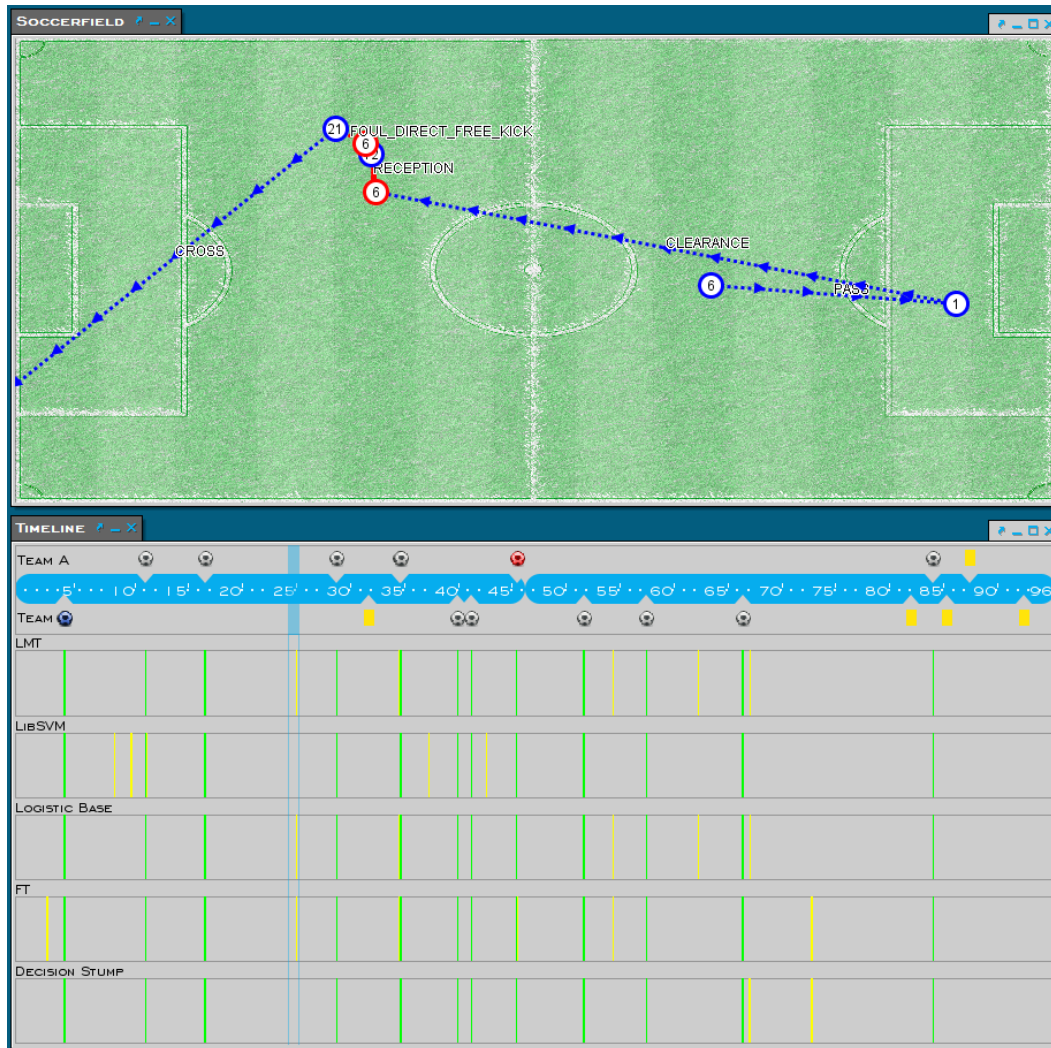 Soccerfield
21
FOUL_DIRECT_FREE_KICK
6
RECEPTION
6
CROSS
CLEARANCE
6
PASS
1
Timeline
Team A
5' 10' 15' 20' 25' 30' 35' 40' 45' 50' 55' 60' 65' 70' 75' 80' 85' 90' 96
Team
LMT
LibSVM
Logistic Base
FT
Decision Stump